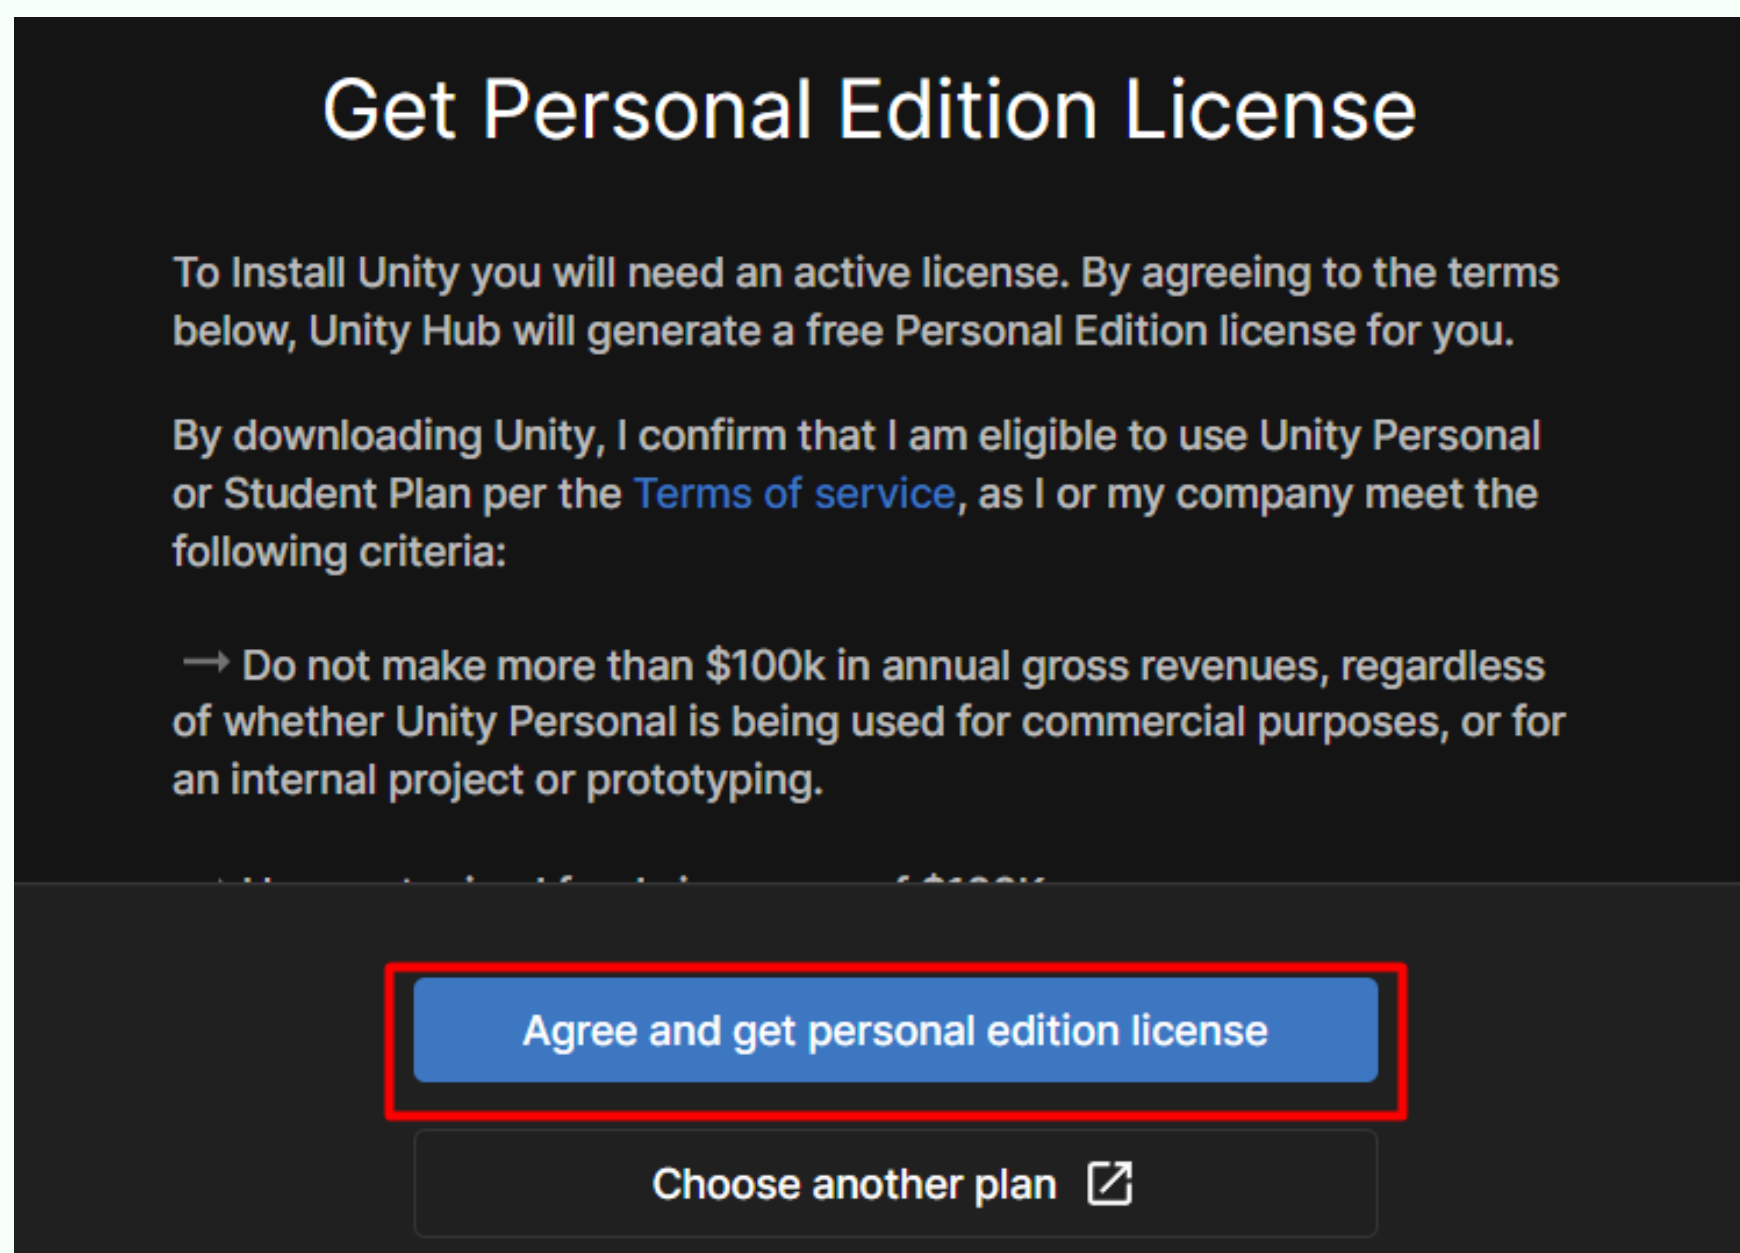 Get Personal Edition License
To Install Unity you will need an active license. By agreeing to the terms
below, Unity Hub will generate a free Personal Edition license for you.
By downloading Unity, I confirm that I am eligible to use Unity Personal
or Student Plan per the Terms of service, as I or my company meet the
following criteria:
→ Do not make more than $100k in annual gross revenues, regardless
of whether Unity Personal is being used for commercial purposes, or for
an internal project or prototyping.
Agree and get personal edition license
Choose another plan